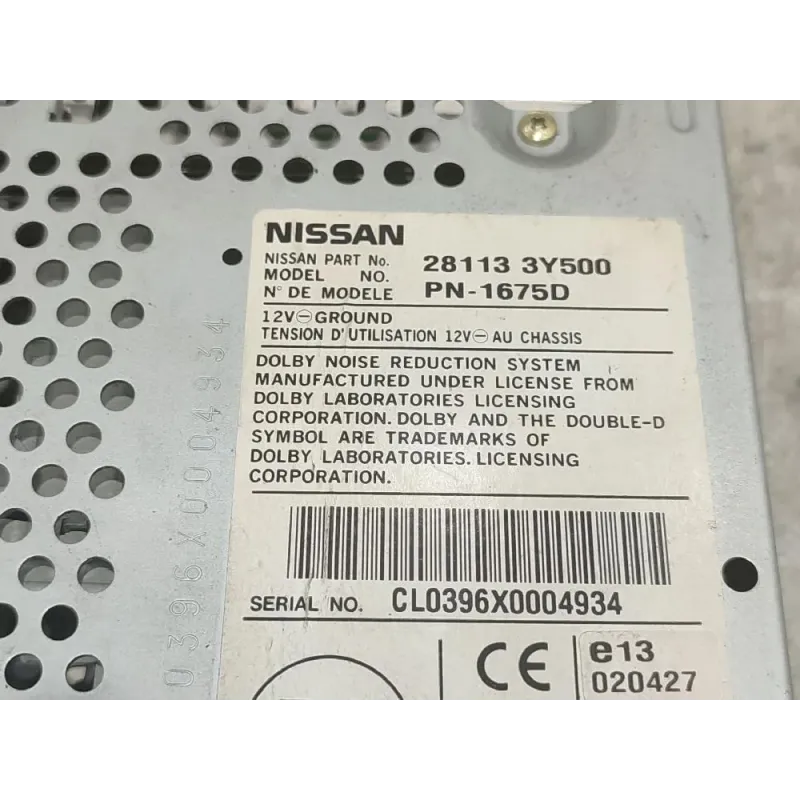 NISSAN
NISSAN PART No. 28113 3Y500
MODEL NO.
N° DE MODELE PN-1675D
12V⊖GROUND
TENSION D'UTILISATION 12V⊖ AU CHASSIS
DOLBY NOISE REDUCTION SYSTEM
MANUFACTURED UNDER LICENSE FROM
DOLBY LABORATORIES LICENSING
CORPORATION. DOLBY AND THE DOUBLE-D
SYMBOL ARE TRADEMARKS OF
DOLBY LABORATORIES. LICENSING
CORPORATION.
SERIAL NO. CL0396X0004934
CE
e13
020427
0396X0004934